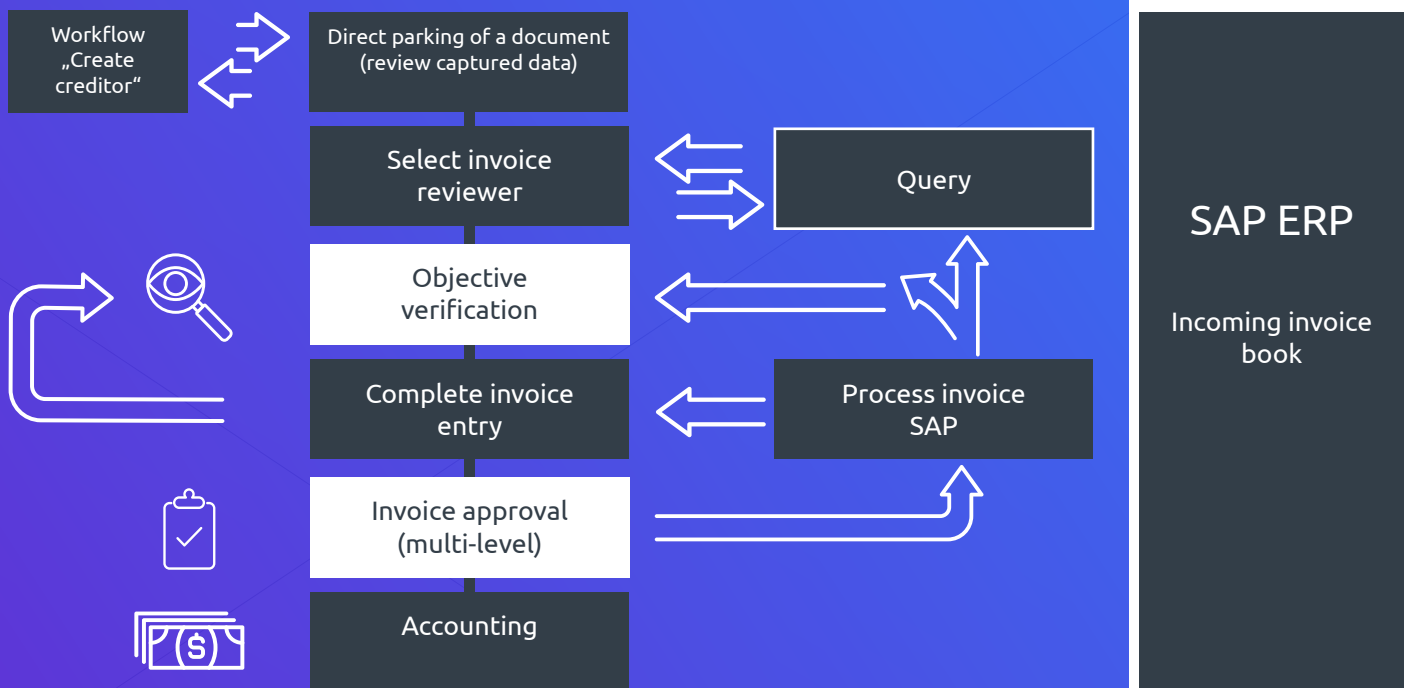 Workflow
„Create
creditor“
Direct parking of a document
(review captured data)
Select invoice
reviewer
Query
Objective
verification
Complete invoice
entry
Process invoice
SAP
Invoice approval
(multi-level)
Accounting
$
SAP ERP
Incoming invoice
book